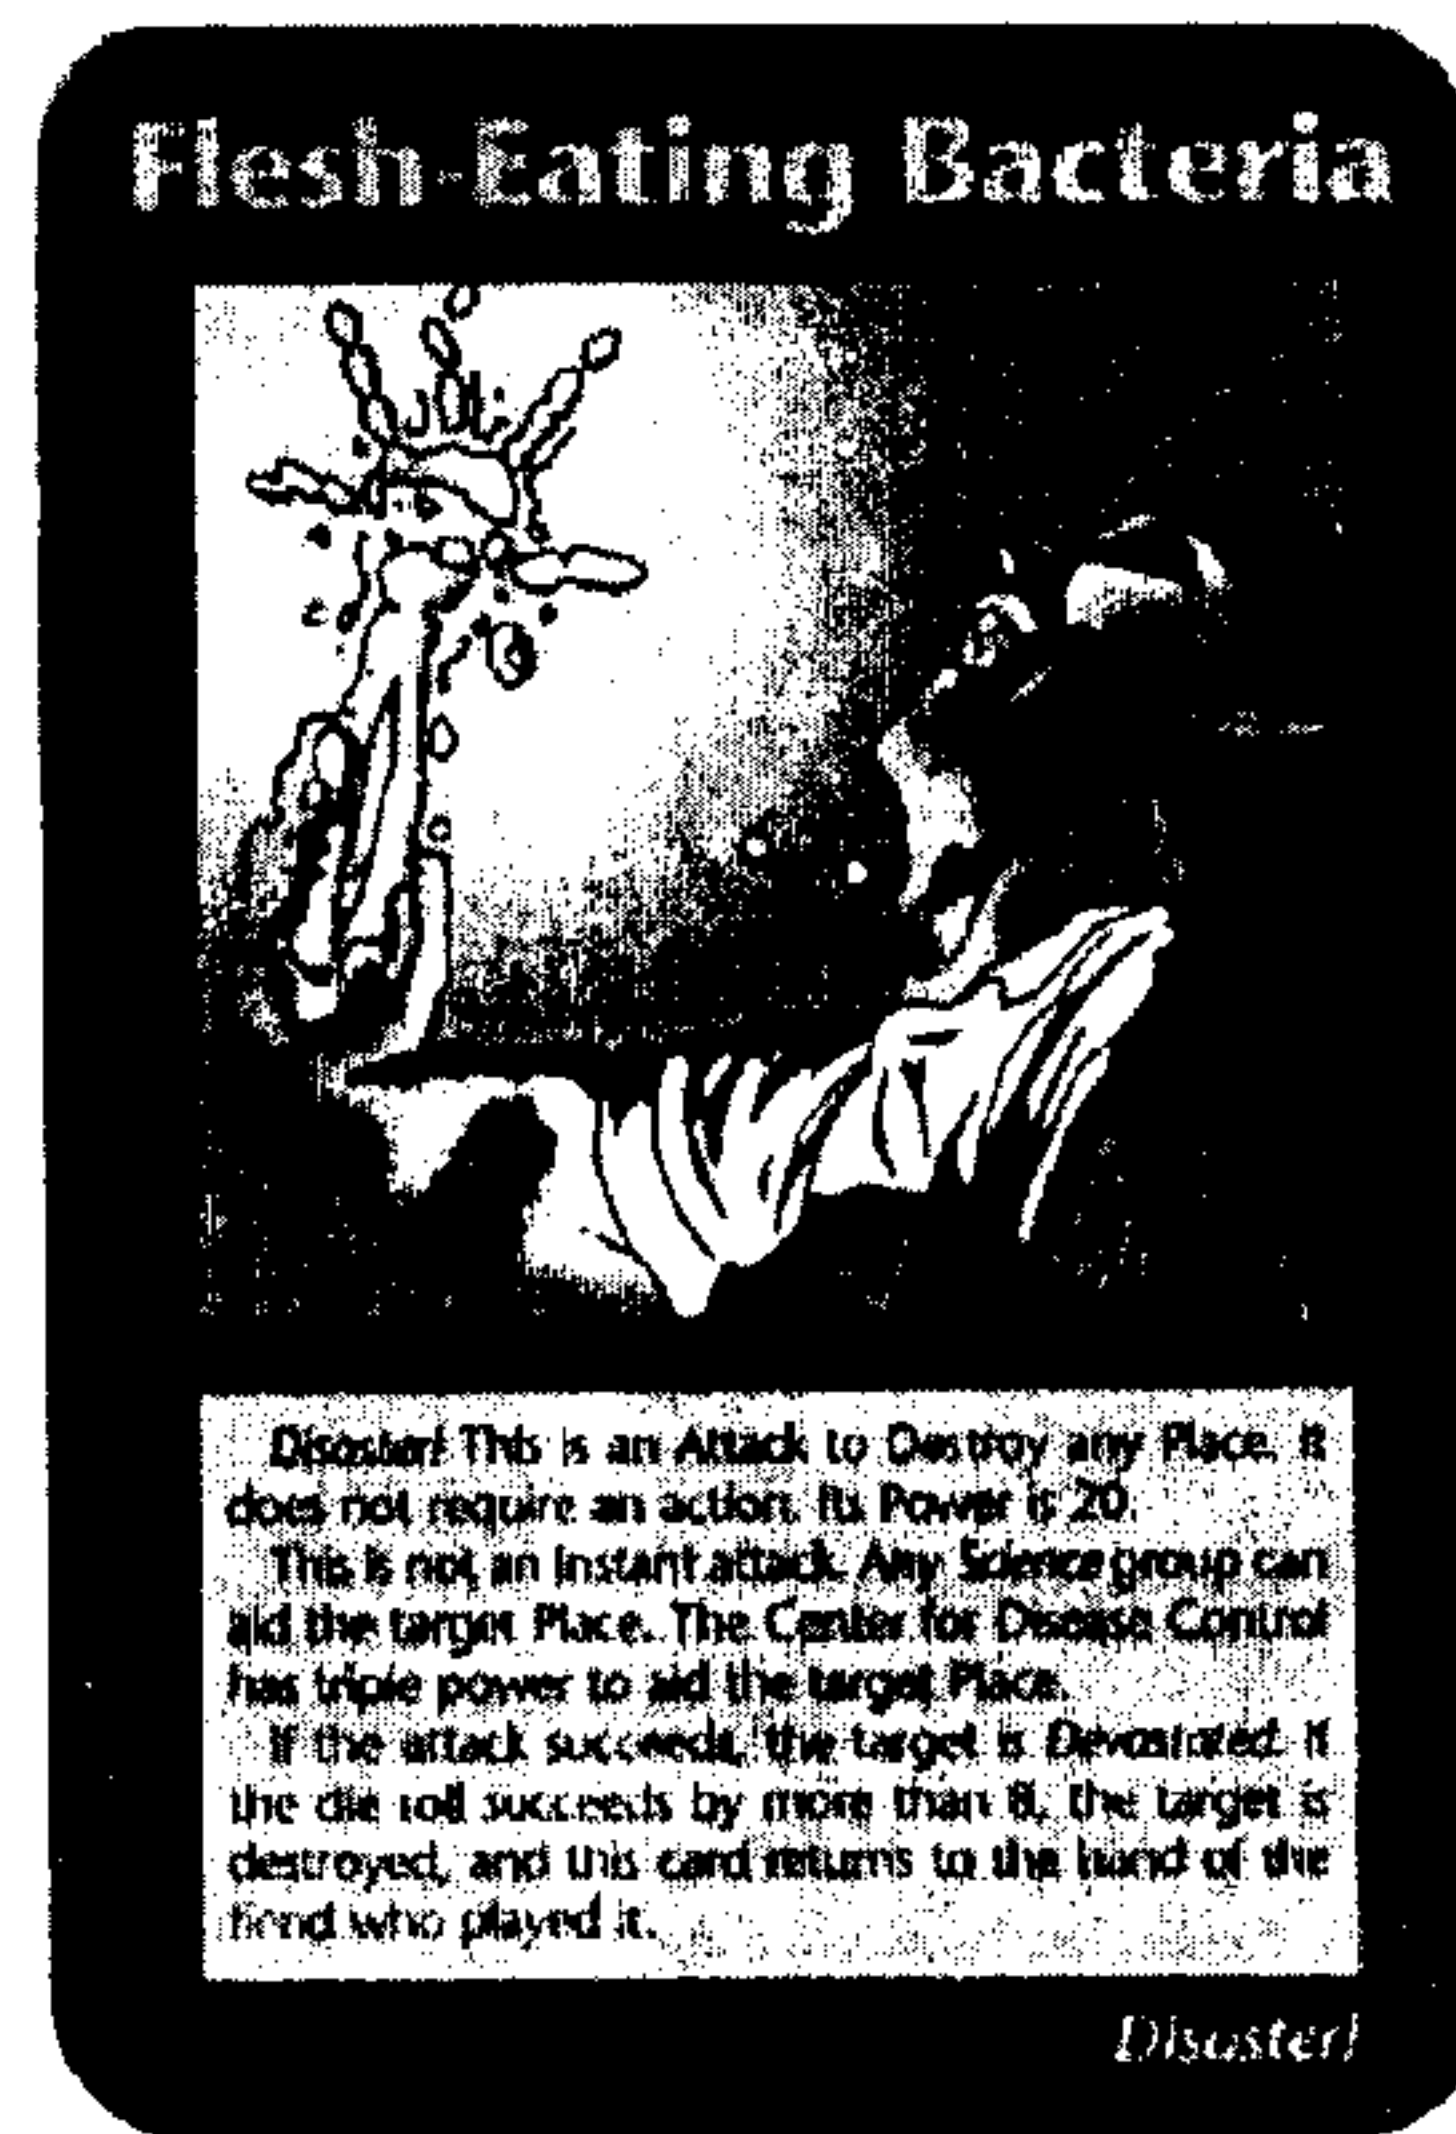 Flesh-Eating Bacteria
Disaster! This is an Attack to Destroy any Place. It
does not require an action. Its Power is 20.
This is not an Instant attack. Any Science group can
aid the target Place. The Center for Disease Control
has triple power to aid the target Place.
If the attack succeeds, the target is Devastated. If
the die roll succeeds by more than 8, the target is
destroyed, and this card returns to the hand of the
fiend who played it.
Disaster!